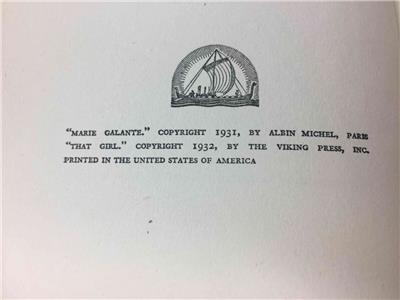 "MARIE GALANTE." COPYRIGHT 1931, BY ALBIN MICHEL, PARIS
"THAT GIRL." COPYRIGHT 1932, BY THE VIKING PRESS, INC.
PRINTED IN THE UNITED STATES OF AMERICA